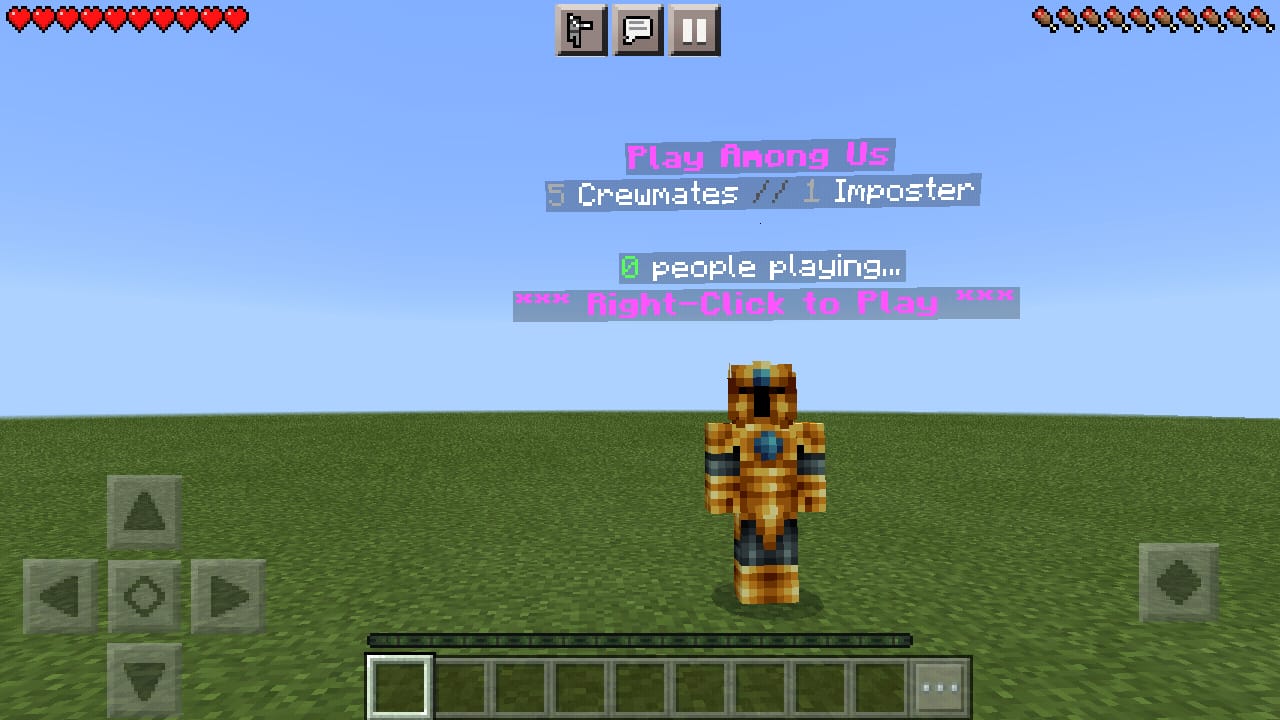 Play Among Us
5 Crewmates // 1 Imposter
0 people playing...
*** Right-Click to Play ***